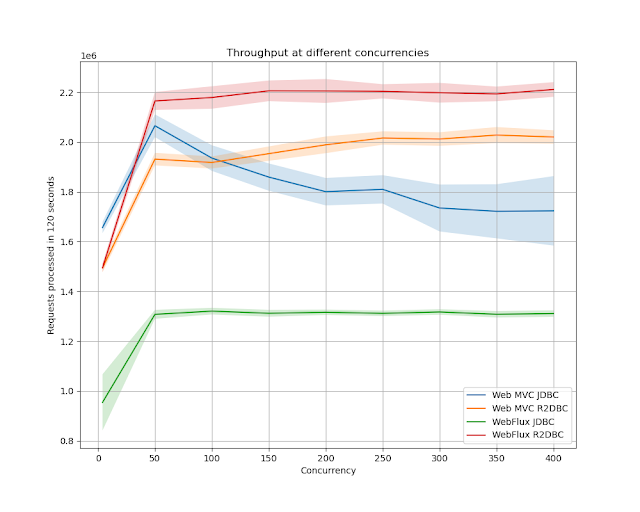 Throughput at different concurrencies
1e6
2.2
2.0
1.8
1.6
1.4
1.2
1.0
0.8
Requests processed in 120 seconds
0 50 100 150 200 250 300 350 400
Concurrency
Web MVC JDBC
Web MVC R2DBC
WebFlux JDBC
WebFlux R2DBC